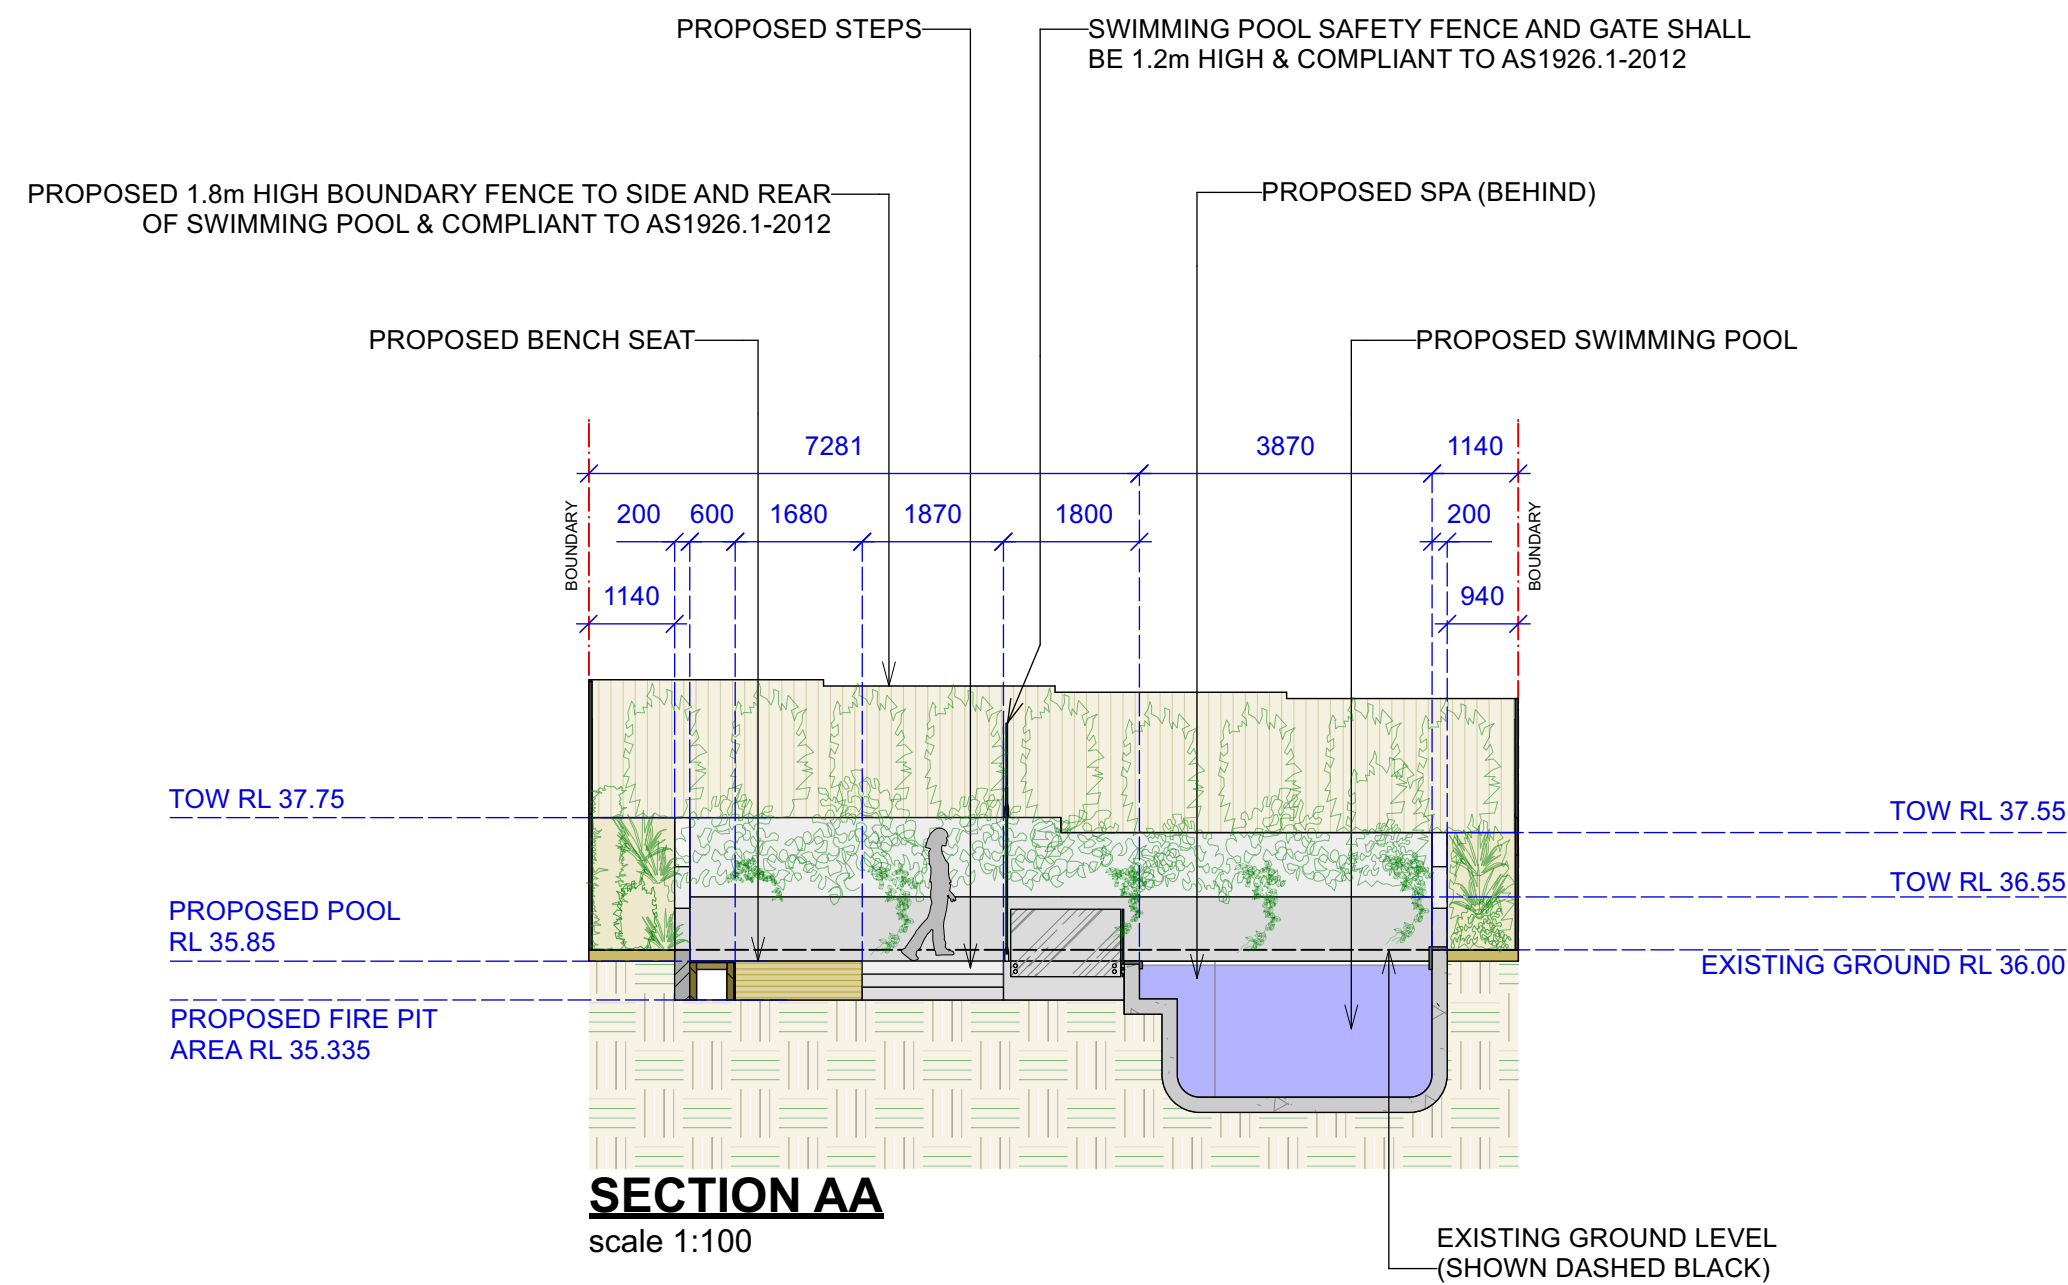 PROPOSED STEPS
SWIMMING POOL SAFETY FENCE AND GATE SHALL
BE 1.2m HIGH & COMPLIANT TO AS1926.1-2012
PROPOSED 1.8m HIGH BOUNDARY FENCE TO SIDE AND REAR
OF SWIMMING POOL & COMPLIANT TO AS1926.1-2012
PROPOSED SPA (BEHIND)
PROPOSED BENCH SEAT
PROPOSED SWIMMING POOL
7281
3870
1140
200
600
1680
1870
1800
200
BOUNDARY
BOUNDARY
1140
940
TOW RL 37.75
TOW RL 37.55
TOW RL 36.55
PROPOSED POOL
RL 35.85
EXISTING GROUND RL 36.00
PROPOSED FIRE PIT
AREA RL 35.335
SECTION AA
scale 1:100
EXISTING GROUND LEVEL
(SHOWN DASHED BLACK)